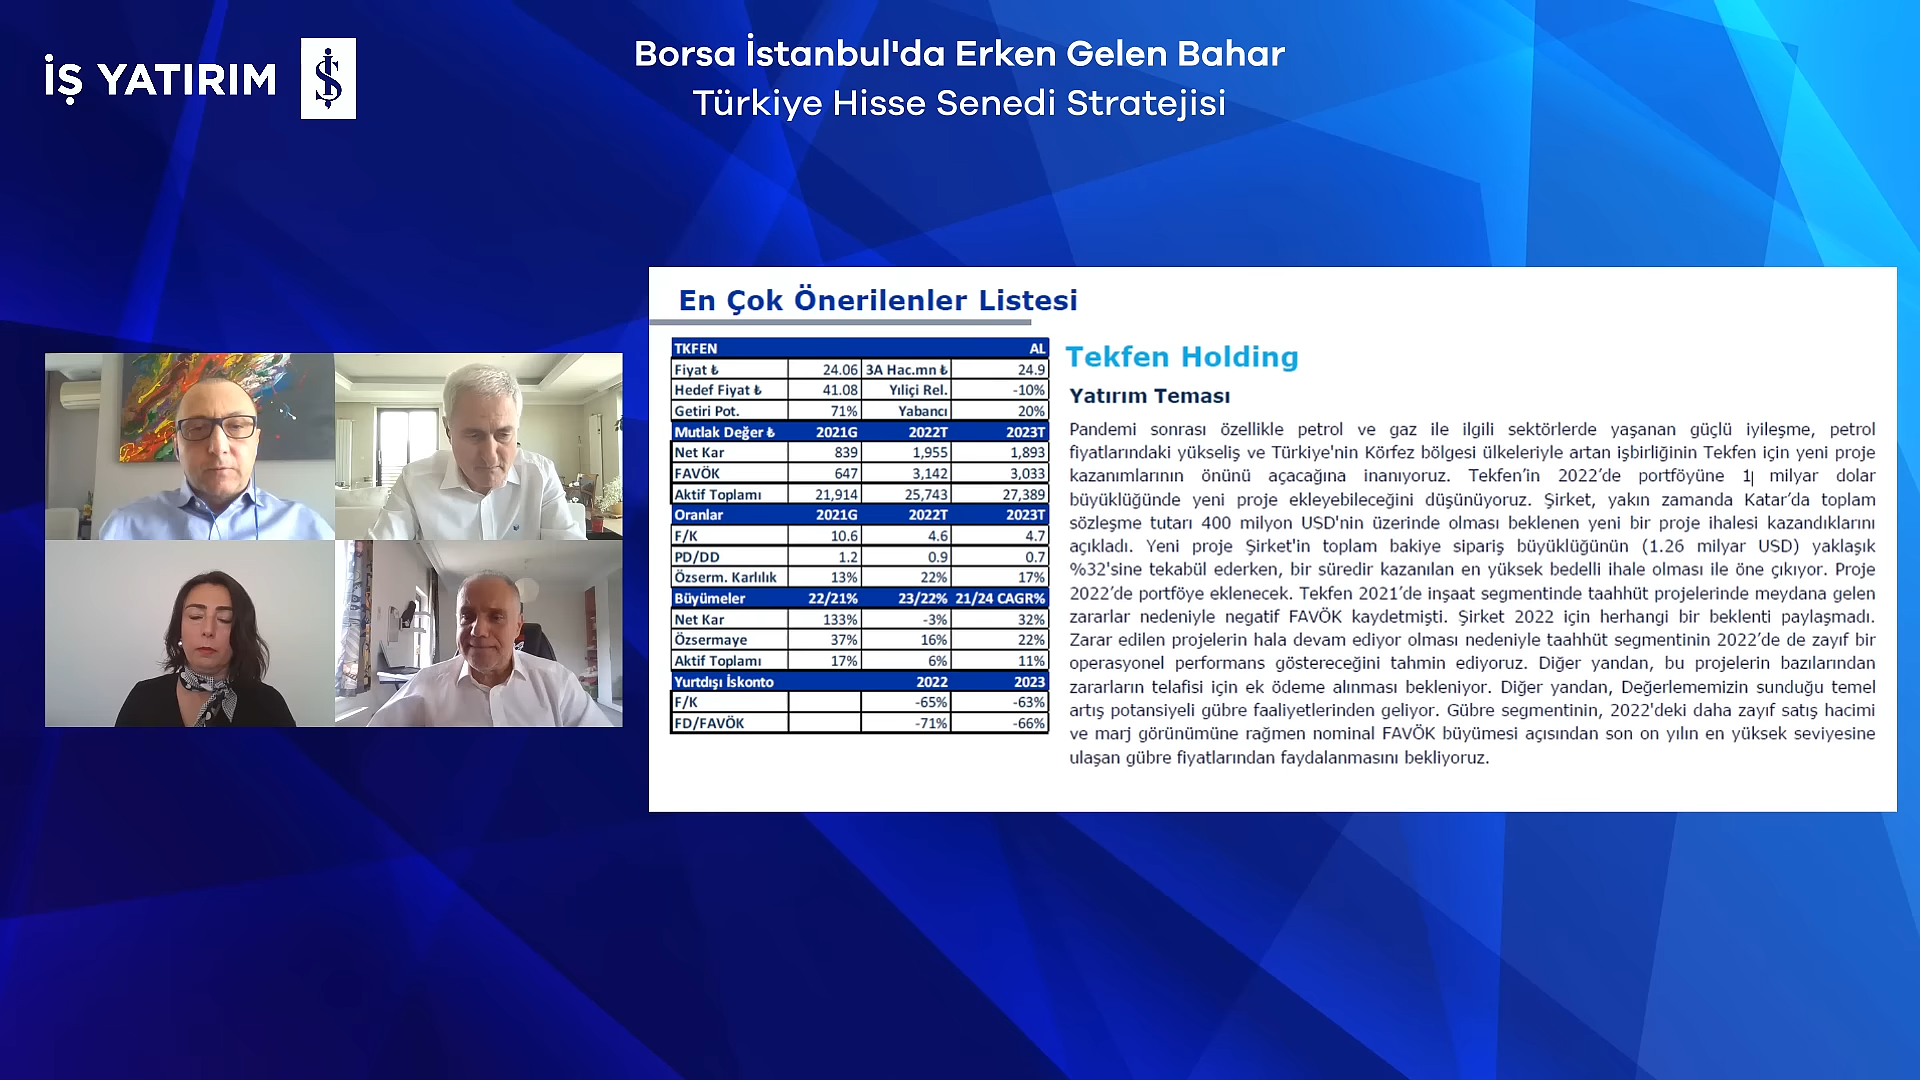 İŞ YATIRIM
Borsa İstanbul'da Erken Gelen Bahar
Türkiye Hisse Senedi Stratejisi
En Çok Önerilenler Listesi
TKFEN AL
Fiyat ₺ 24.06 3A Hac.mn ₺ 24.9
Hedef Fiyat ₺ 41.08 Yıliçi Rel. -10%
Getiri Pot. 71% Yabancı 20%
Mutlak Değer ₺ 2021G 2022T 2023T
Net Kar 839 1,955 1,893
FAVÖK 647 3,142 3,033
Aktif Toplamı 21,914 25,743 27,389
Oranlar 2021G 2022T 2023T
F/K 10.6 4.6 4.7
PD/DD 1.2 0.9 0.7
Özserm. Karlılık 13% 22% 17%
Büyümeler 22/21% 23/22% 21/24 CAGR%
Net Kar 133% -3% 32%
Özsermaye 37% 16% 22%
Aktif Toplamı 17% 6% 11%
Yurtdışı İskonto 2022 2023
F/K -65% -63%
FD/FAVÖK -71% -66%
Tekfen Holding
Yatırım Teması
Pandemi sonrası özellikle petrol ve gaz ile ilgili sektörlerde yaşanan güçlü iyileşme, petrol
fiyatlarındaki yükseliş ve Türkiye'nin Körfez bölgesi ülkeleriyle artan işbirliğinin Tekfen için yeni proje
kazanımlarının önünü açacağına inanıyoruz. Tekfen’in 2022’de portföyüne 1 milyar dolar
büyüklüğünde yeni proje ekleyebileceğini düşünüyoruz. Şirket, yakın zamanda Katar’da toplam
sözleşme tutarı 400 milyon USD'nin üzerinde olması beklenen yeni bir proje ihalesi kazandıklarını
açıkladı. Yeni proje Şirket'in toplam bakiye sipariş büyüklüğünün (1.26 milyar USD) yaklaşık
%32'sine tekabül ederken, bir süredir kazanılan en yüksek bedelli ihale olması ile öne çıkıyor. Proje
2022’de portföye eklenecek. Tekfen 2021’de inşaat segmentinde taahhüt projelerinde meydana gelen
zararlar nedeniyle negatif FAVÖK kaydetmişti. Şirket 2022 için herhangi bir beklenti paylaşmadı.
Zarar edilen projelerin hala devam ediyor olması nedeniyle taahhüt segmentinin 2022’de de zayıf bir
operasyonel performans göstereceğini tahmin ediyoruz. Diğer yandan, bu projelerin bazılarından
zararların telafisi için ek ödeme alınması bekleniyor. Diğer yandan, Değerlememizin sunduğu temel
artış potansiyeli gübre faaliyetlerinden geliyor. Gübre segmentinin, 2022'deki daha zayıf satış hacimi
ve marj görünümüne rağmen nominal FAVÖK büyümesi açısından son on yılın en yüksek seviyesine
ulaşan gübre fiyatlarından faydalanmasını bekliyoruz.